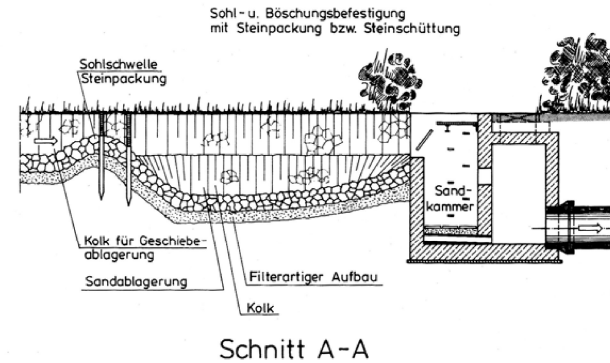 Sohl- u. Böschungsbefestigung
mit Steinpackung bzw. Steinschüttung
Sohlschwelle
Steinpackung
Sand-
kammer
Kolk für Geschiebe-
ablagerung
Sandablagerung
Filterartiger Aufbau
Kolk
Schnitt A-A